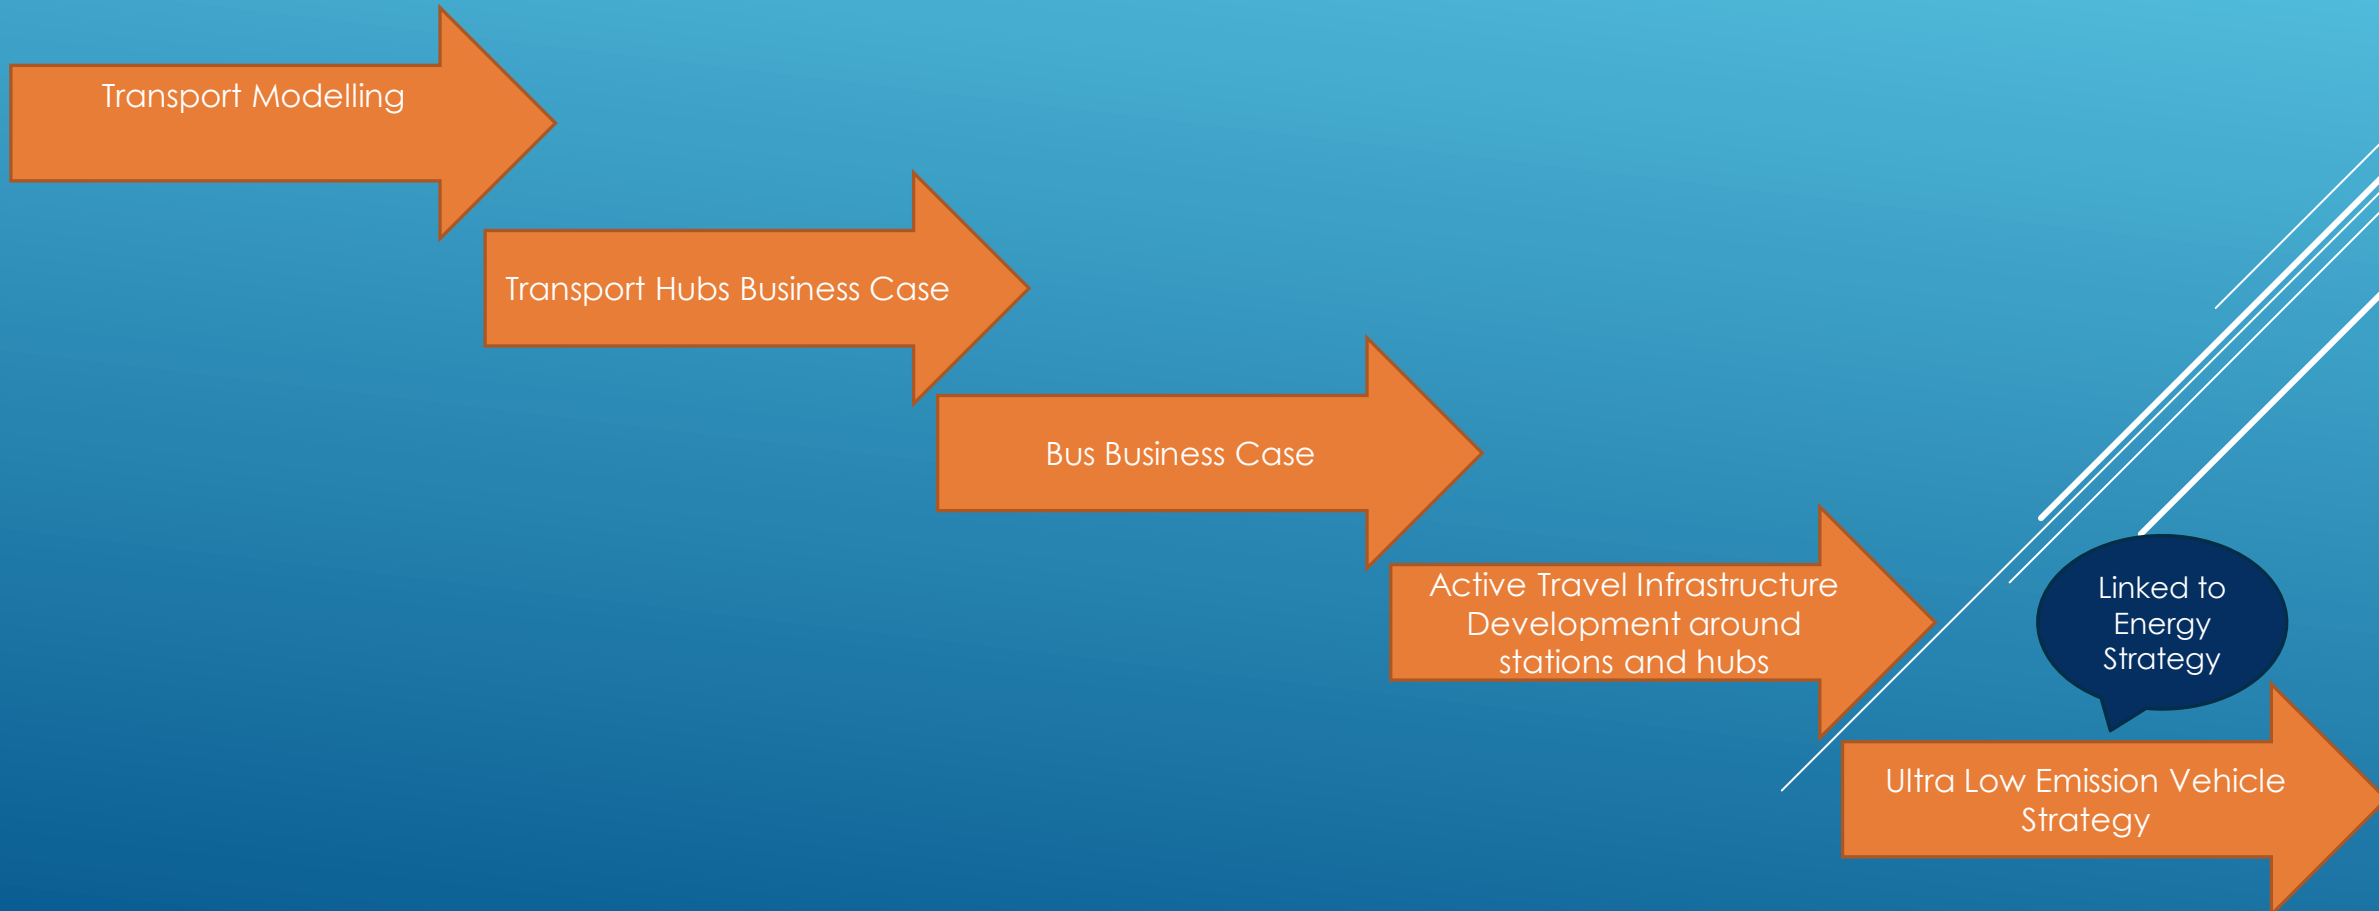 Transport Modelling
Transport Hubs Business Case
Bus Business Case
Active Travel Infrastructure
Development around
stations and hubs
Linked to
Energy
Strategy
Ultra Low Emission Vehicle
Strategy